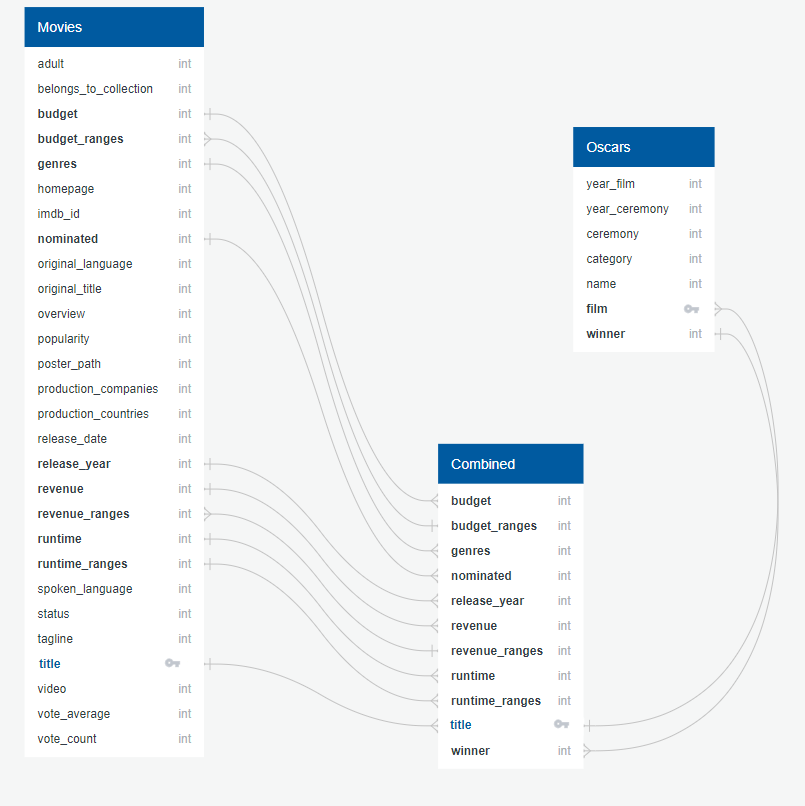 Movies
adult int
belongs_to_collection int
budget int
budget_ranges int
genres int
homepage int
imdb_id int
nominated int
original_language int
original_title int
overview int
popularity int
poster_path int
production_companies int
production_countries int
release_date int
release_year int
revenue int
revenue_ranges int
runtime int
runtime_ranges int
spoken_language int
status int
tagline int
title
video int
vote_average int
vote_count int
Oscars
year_film int
year_ceremony int
ceremony int
category int
name int
film
winner int
Combined
budget int
budget_ranges int
genres int
nominated int
release_year int
revenue int
revenue_ranges int
runtime int
runtime_ranges int
title
winner int